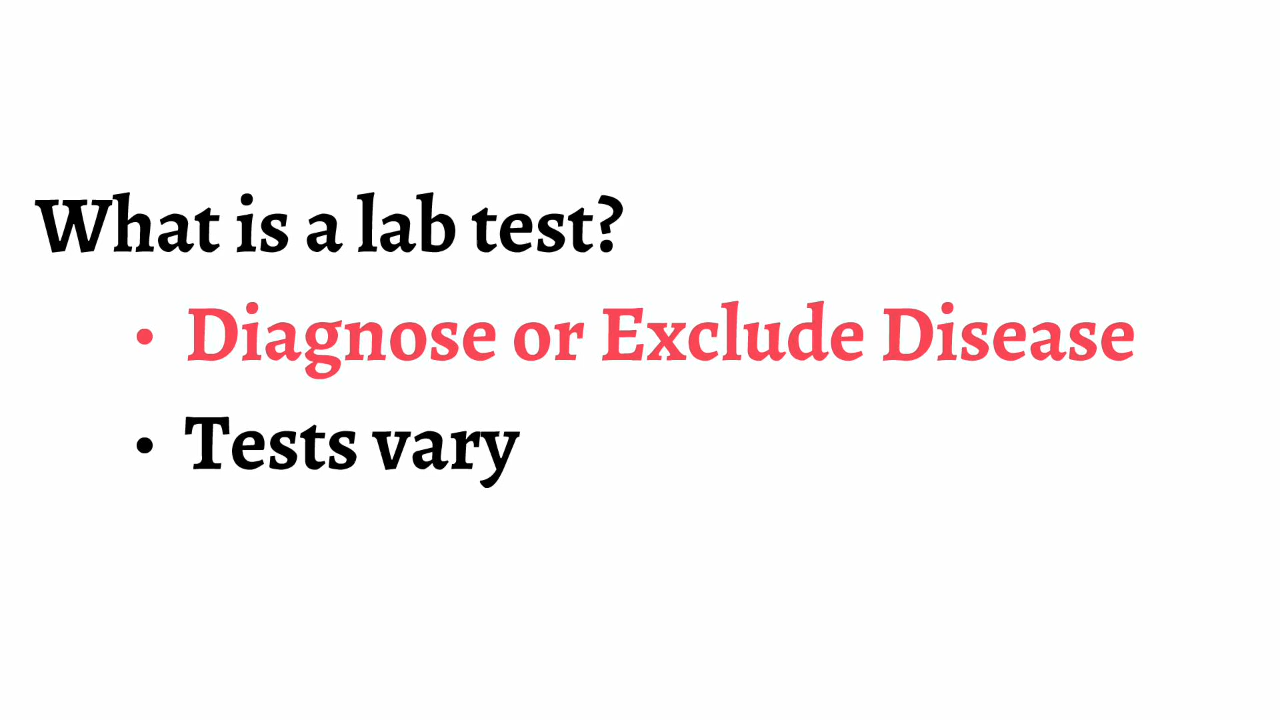 What is a lab test?
• Diagnose or Exclude Disease
• Tests vary